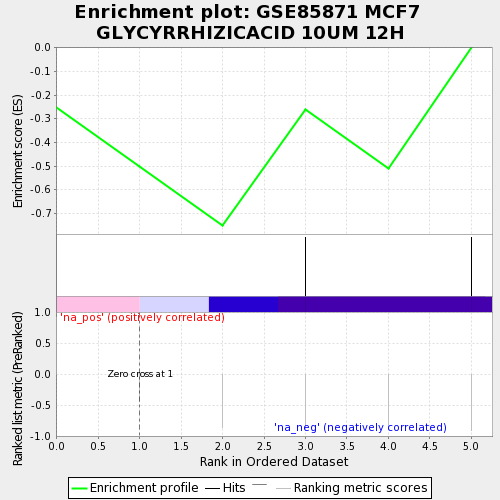 Enrichment plot: GSE85871 MCF7
GLYCYRRHIZICACID 10UM 12H
Enrichment score (ES)
0.0
-0.1
-0.2
-0.3
-0.4
-0.5
-0.6
-0.7
Ranked list metric (PreRanked)
1.0
0.5
0.0
-0.5
-1.0
'na_pos' (positively correlated)
Zero cross at 1
'na_neg' (negatively correlated)
0.0 0.5 1.0 1.5 2.0 2.5 3.0 3.5 4.0 4.5 5.0
Rank in Ordered Dataset
Enrichment profile Hits Ranking metric scores